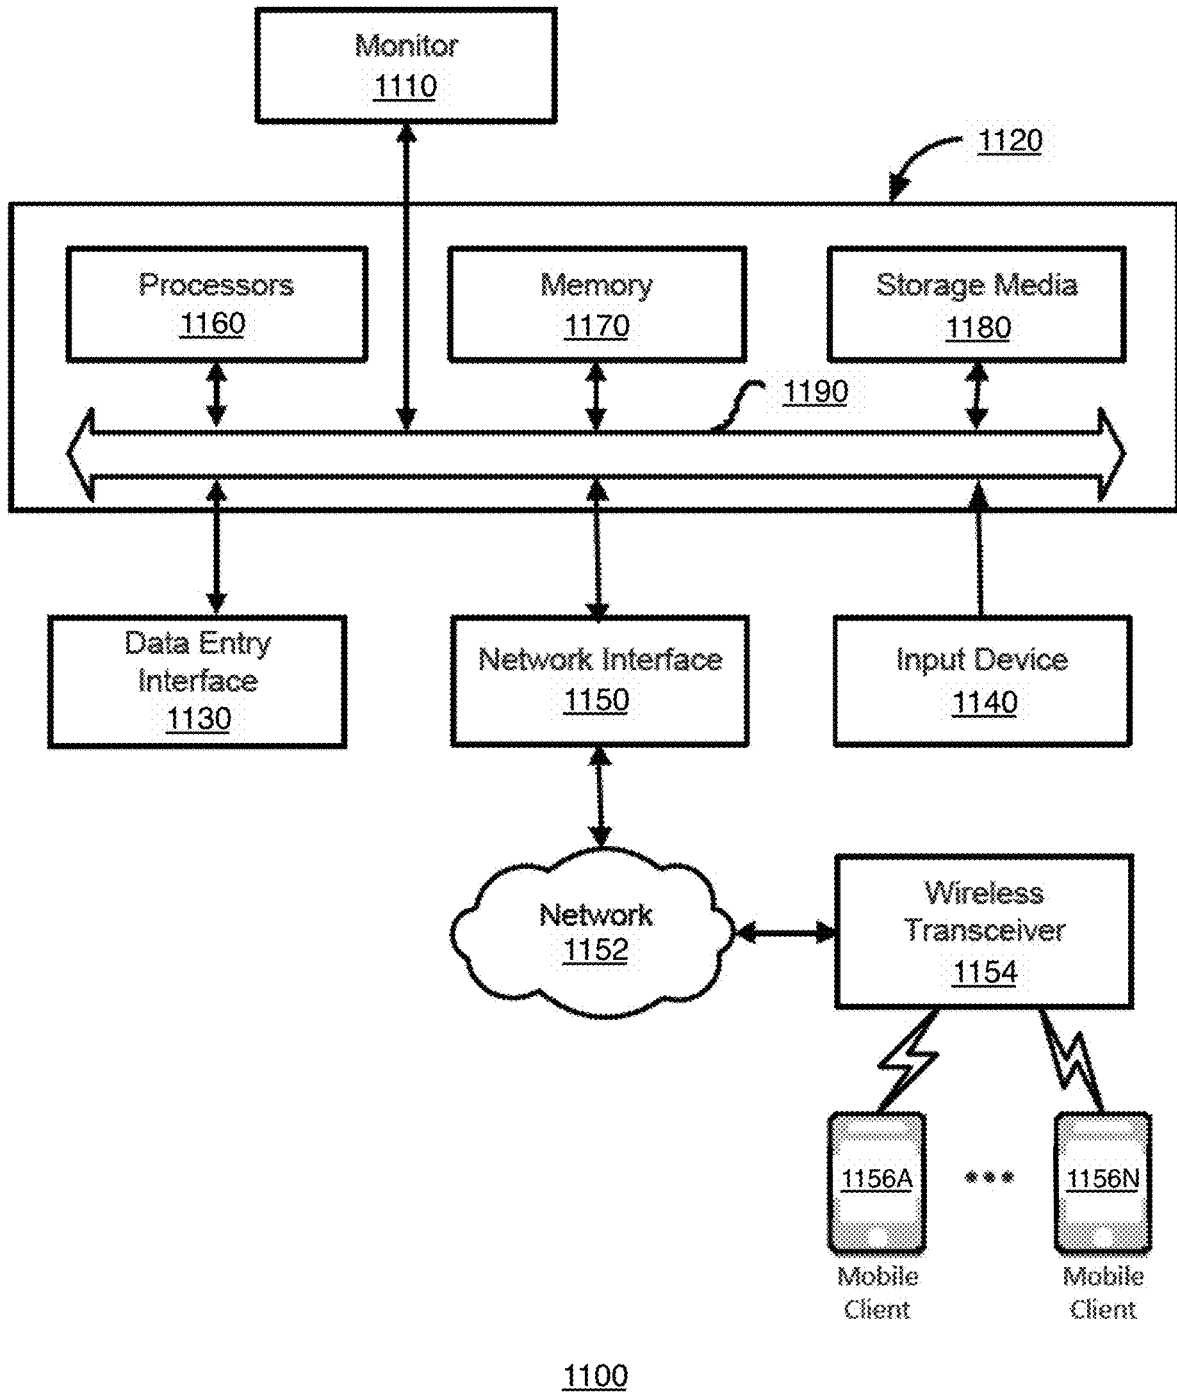 Monitor
1110
1120
Processors
1160
Memory
1170
Storage Media
1180
1190
Data Entry
Interface
1130
Network Interface
1150
Input Device
1140
Network
1152
Wireless
Transceiver
1154
1156A
1156N
Mobile
Client
Mobile
Client
1100